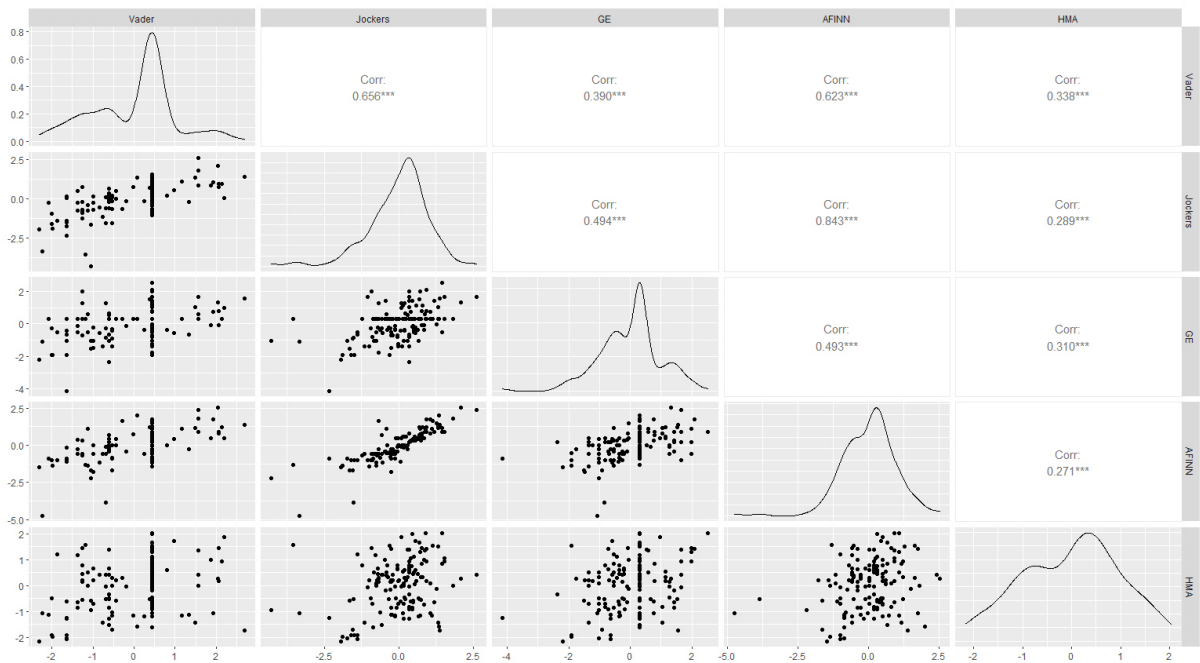 Vader Jockers GE AFINN HMA
0.8
0.6
0.4
0.2
0.0
Corr:
0.656***
Corr:
0.390***
Corr:
0.623***
Corr:
0.338***
Vader
2.5
0.0
-2.5
Corr:
0.494***
Corr:
0.843***
Corr:
0.289***
Jockers
2
0
-2
-4
Corr:
0.493***
Corr:
0.310***
GE
2.5
0.0
-2.5
-5.0
Corr:
0.271***
AFINN
2
1
0
-1
-2
HMA
-2 -1 0 1 2 -2.5 0.0 2.5 -4 -2 0 2 -5.0 -2.5 0.0 2.5 -2 -1 0 1 2